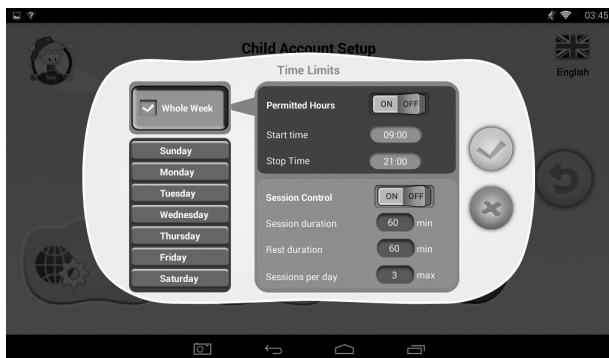 03:45
Child Account Setup
Time Limits
English
Whole Week
Sunday
Monday
Tuesday
Wednesday
Thursday
Friday
Saturday
Permitted Hours ON OFF
Start time 09:00
Stop Time 21:00
Session Control ON OFF
Session duration 60 min
Rest duration 60 min
Sessions per day 3 max